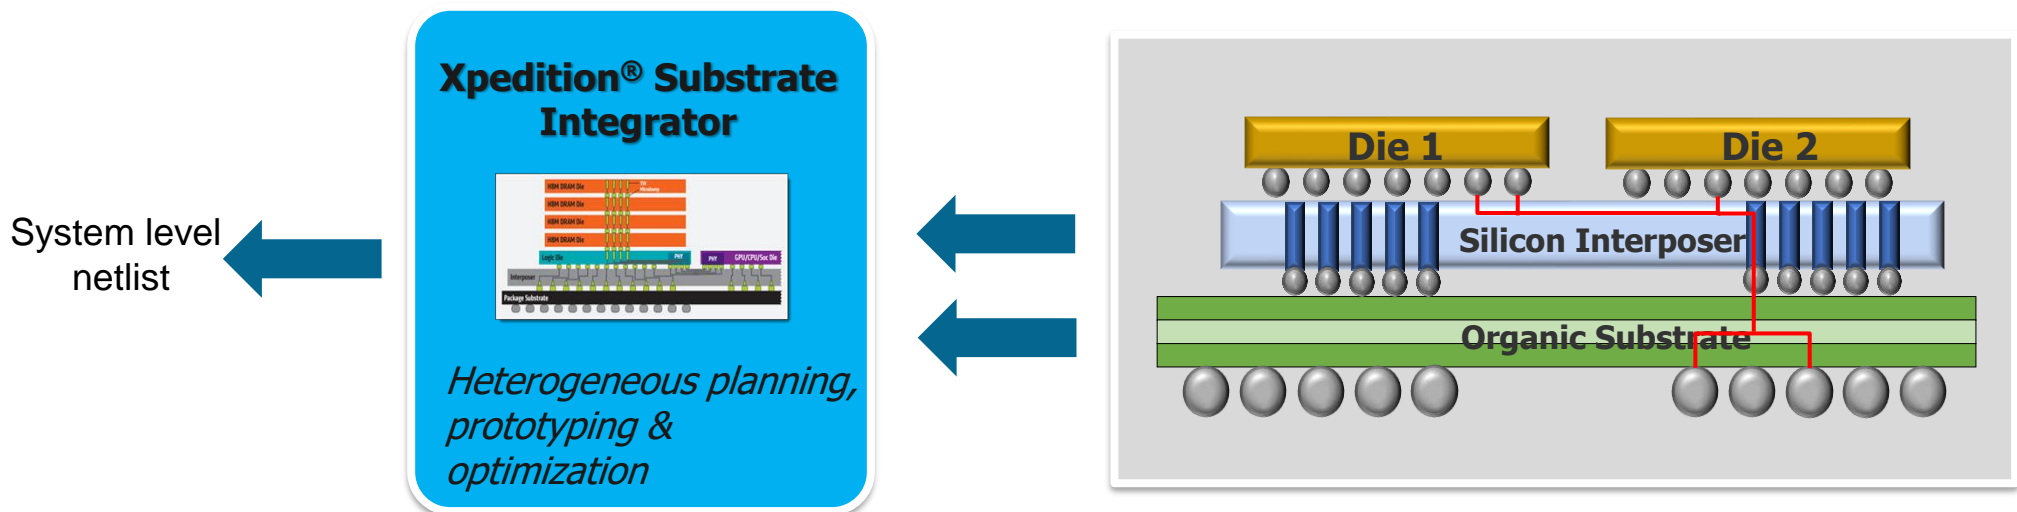 System level
netlist
Xpedition® Substrate
Integrator
HBM DRAM Die
TSV
Microbump
HBM DRAM Die
HBM DRAM Die
HBM DRAM Die
Logic Die
PHY
PHY
GPU/CPU/Soc Die
Interposer
Package Substrate
Heterogeneous planning,
prototyping &
optimization
Die 1
Die 2
Silicon Interposer
Organic Substrate